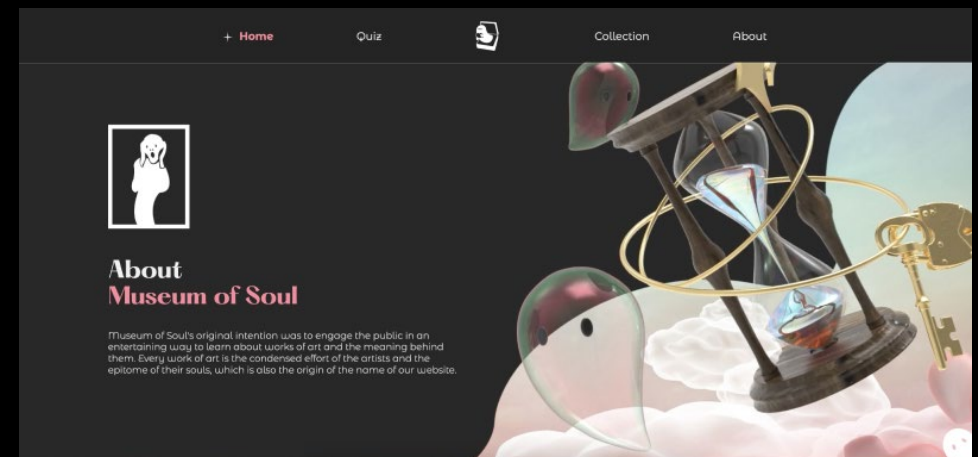 Home
Quiz
Collection
About
About
Museum of Soul
Museum of Soul's original intention was to engage the public in an
entertaining way to learn about works of art and the meaning behind
them. Every work of art is the condensed effort of the artists and the
epitome of their souls, which is also the origin of the name of our website.